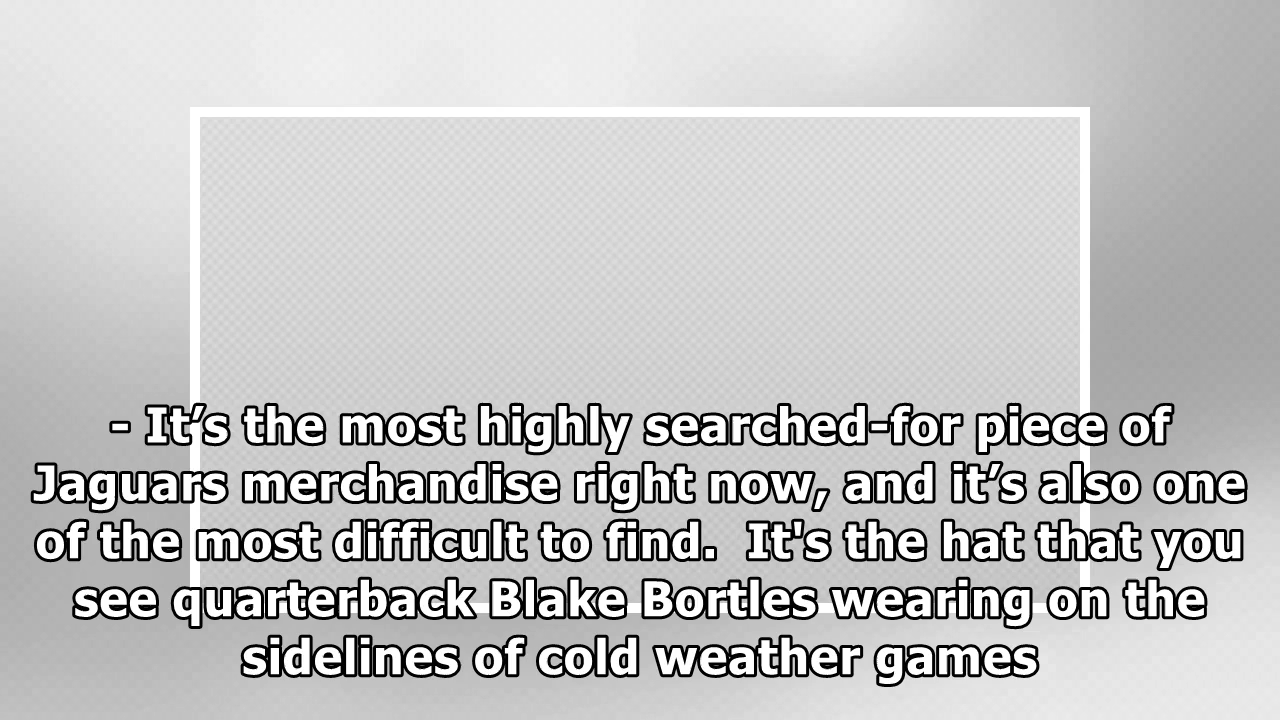 - It’s the most highly searched-for piece of
Jaguars merchandise right now, and it’s also one
of the most difficult to find.  It's the hat that you
see quarterback Blake Bortles wearing on the
sidelines of cold weather games